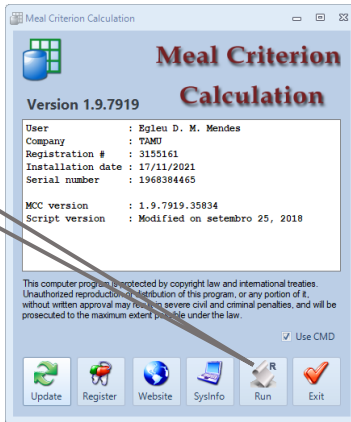 Meal Criterion Calculation
Meal Criterion
Calculation
Version 1.9.7919
User : Egleu D. M. Mendes
Company : TAMU
Registration # : 3155161
Installation date : 17/11/2021
Serial number : 1968384465
MCC version : 1.9.7919.35834
Script version : Modified on setembro 25, 2018
This computer program is protected by copyright law and international treaties.
Unauthorized reproduction or distribution of this program, or any portion of it,
without written approval may result in severe civil and criminal penalties, and will be
prosecuted to the maximum extent possible under the law.
Use CMD
R
Update Register Website SysInfo Run Exit